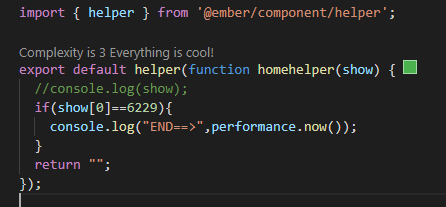 import { helper } from '@ember/component/helper';
Complexity is 3 Everything is cool!
export default helper(function homehelper(show) {
  //console.log(show);
  if(show[0]==6229){
    console.log("END==>",performance.now());
  }
  return "";
});